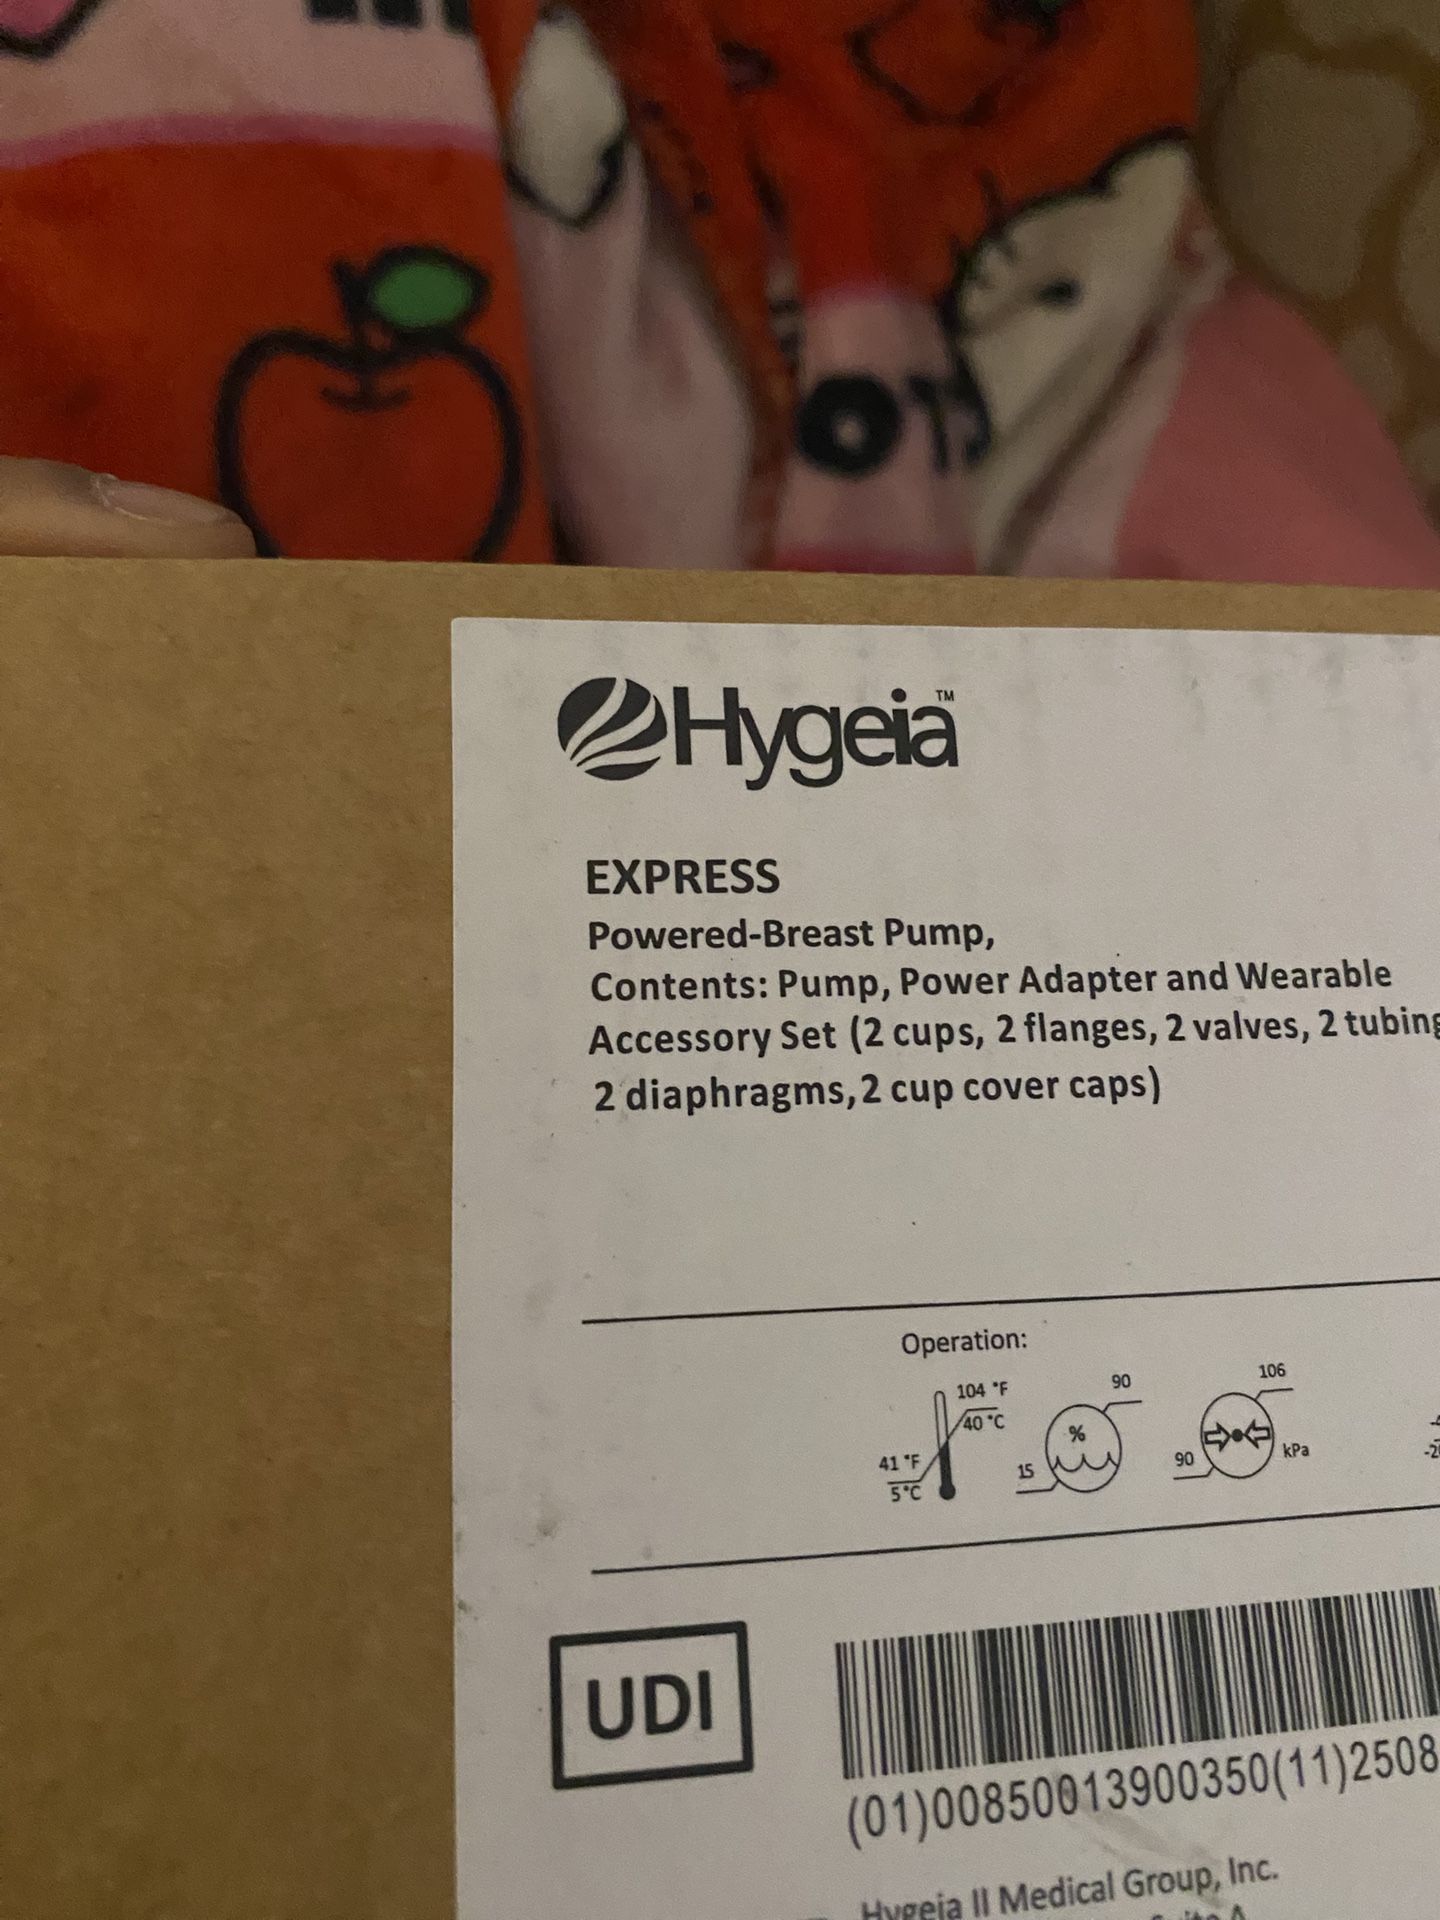 Hygeia™
EXPRESS
Powered-Breast Pump,
Contents: Pump, Power Adapter and Wearable
Accessory Set (2 cups, 2 flanges, 2 valves, 2 tubing
2 diaphragms, 2 cup cover caps)
Operation:
104 °F
40 °C
41 °F
5 °C
90
%
15
106
90
kPa
UDI
(01)00850013900350(11)2508
Hygeia II Medical Group, Inc.